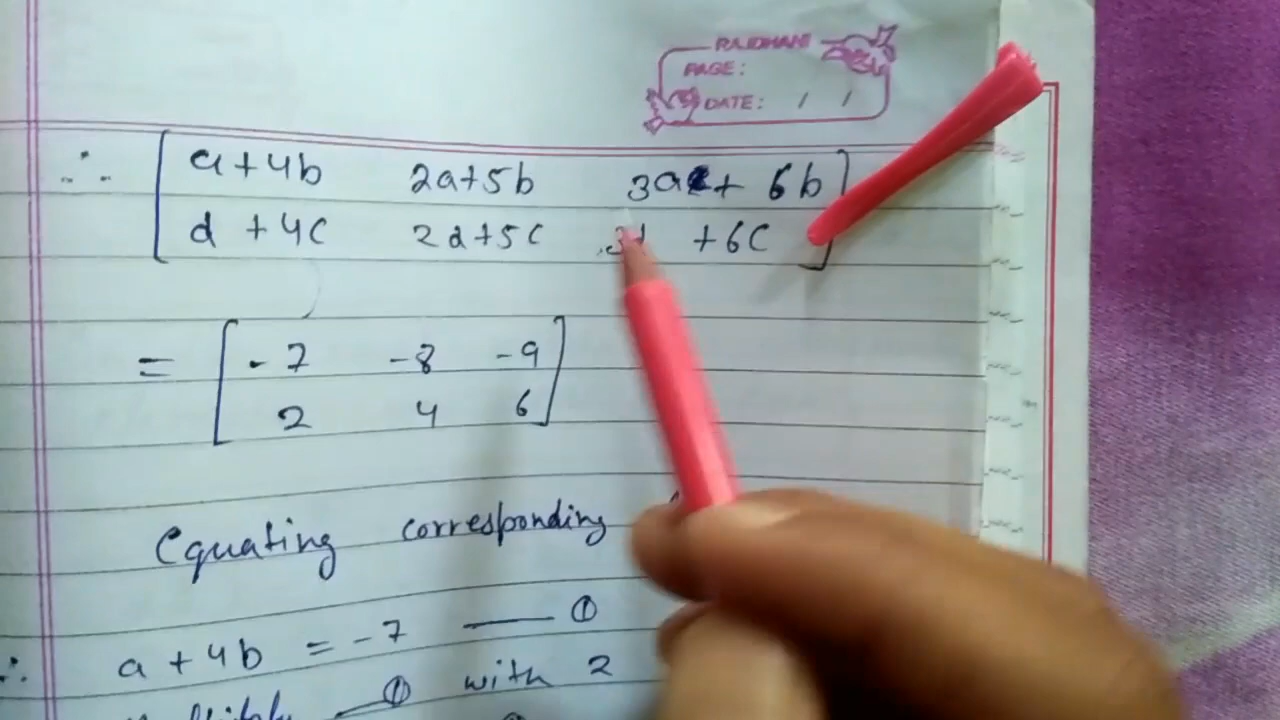 RAJDHANI
PAGE:
DATE: / /
∴ [ a+4b 2a+5b 3a+ 6b ]
[ d +4c 2d+5c 3d +6c ]
= [ -7 -8 -9 ]
[ 2 4 6 ]
Equating corresponding
∴ a +4b = -7 —— ①
① with 2